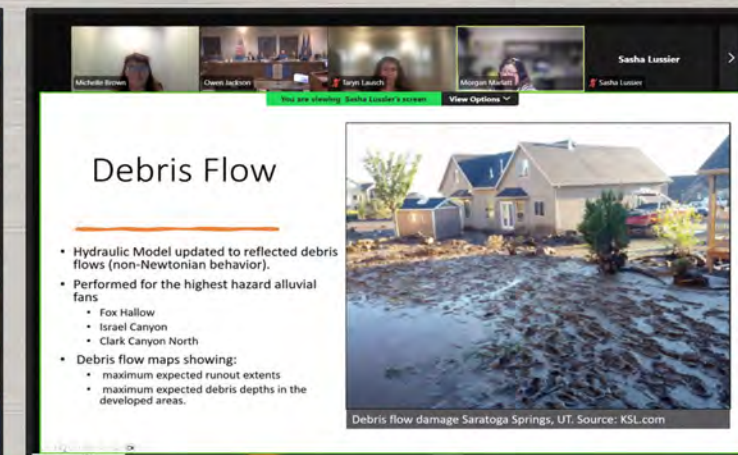 Michelle Brown
Owen Jackson
Taryn Lausch
Morgan Marlatt
Sasha Lussier
Sasha Lussier
You are viewing Sasha Lussier's screen
View Options
Debris Flow
• Hydraulic Model updated to reflected debris
flows (non-Newtonian behavior).
• Performed for the highest hazard alluvial
fans
• Fox Hallow
• Israel Canyon
• Clark Canyon North
• Debris flow maps showing:
• maximum expected runout extents
• maximum expected debris depths in the
developed areas.
Debris flow damage Saratoga Springs, UT. Source: KSL.com